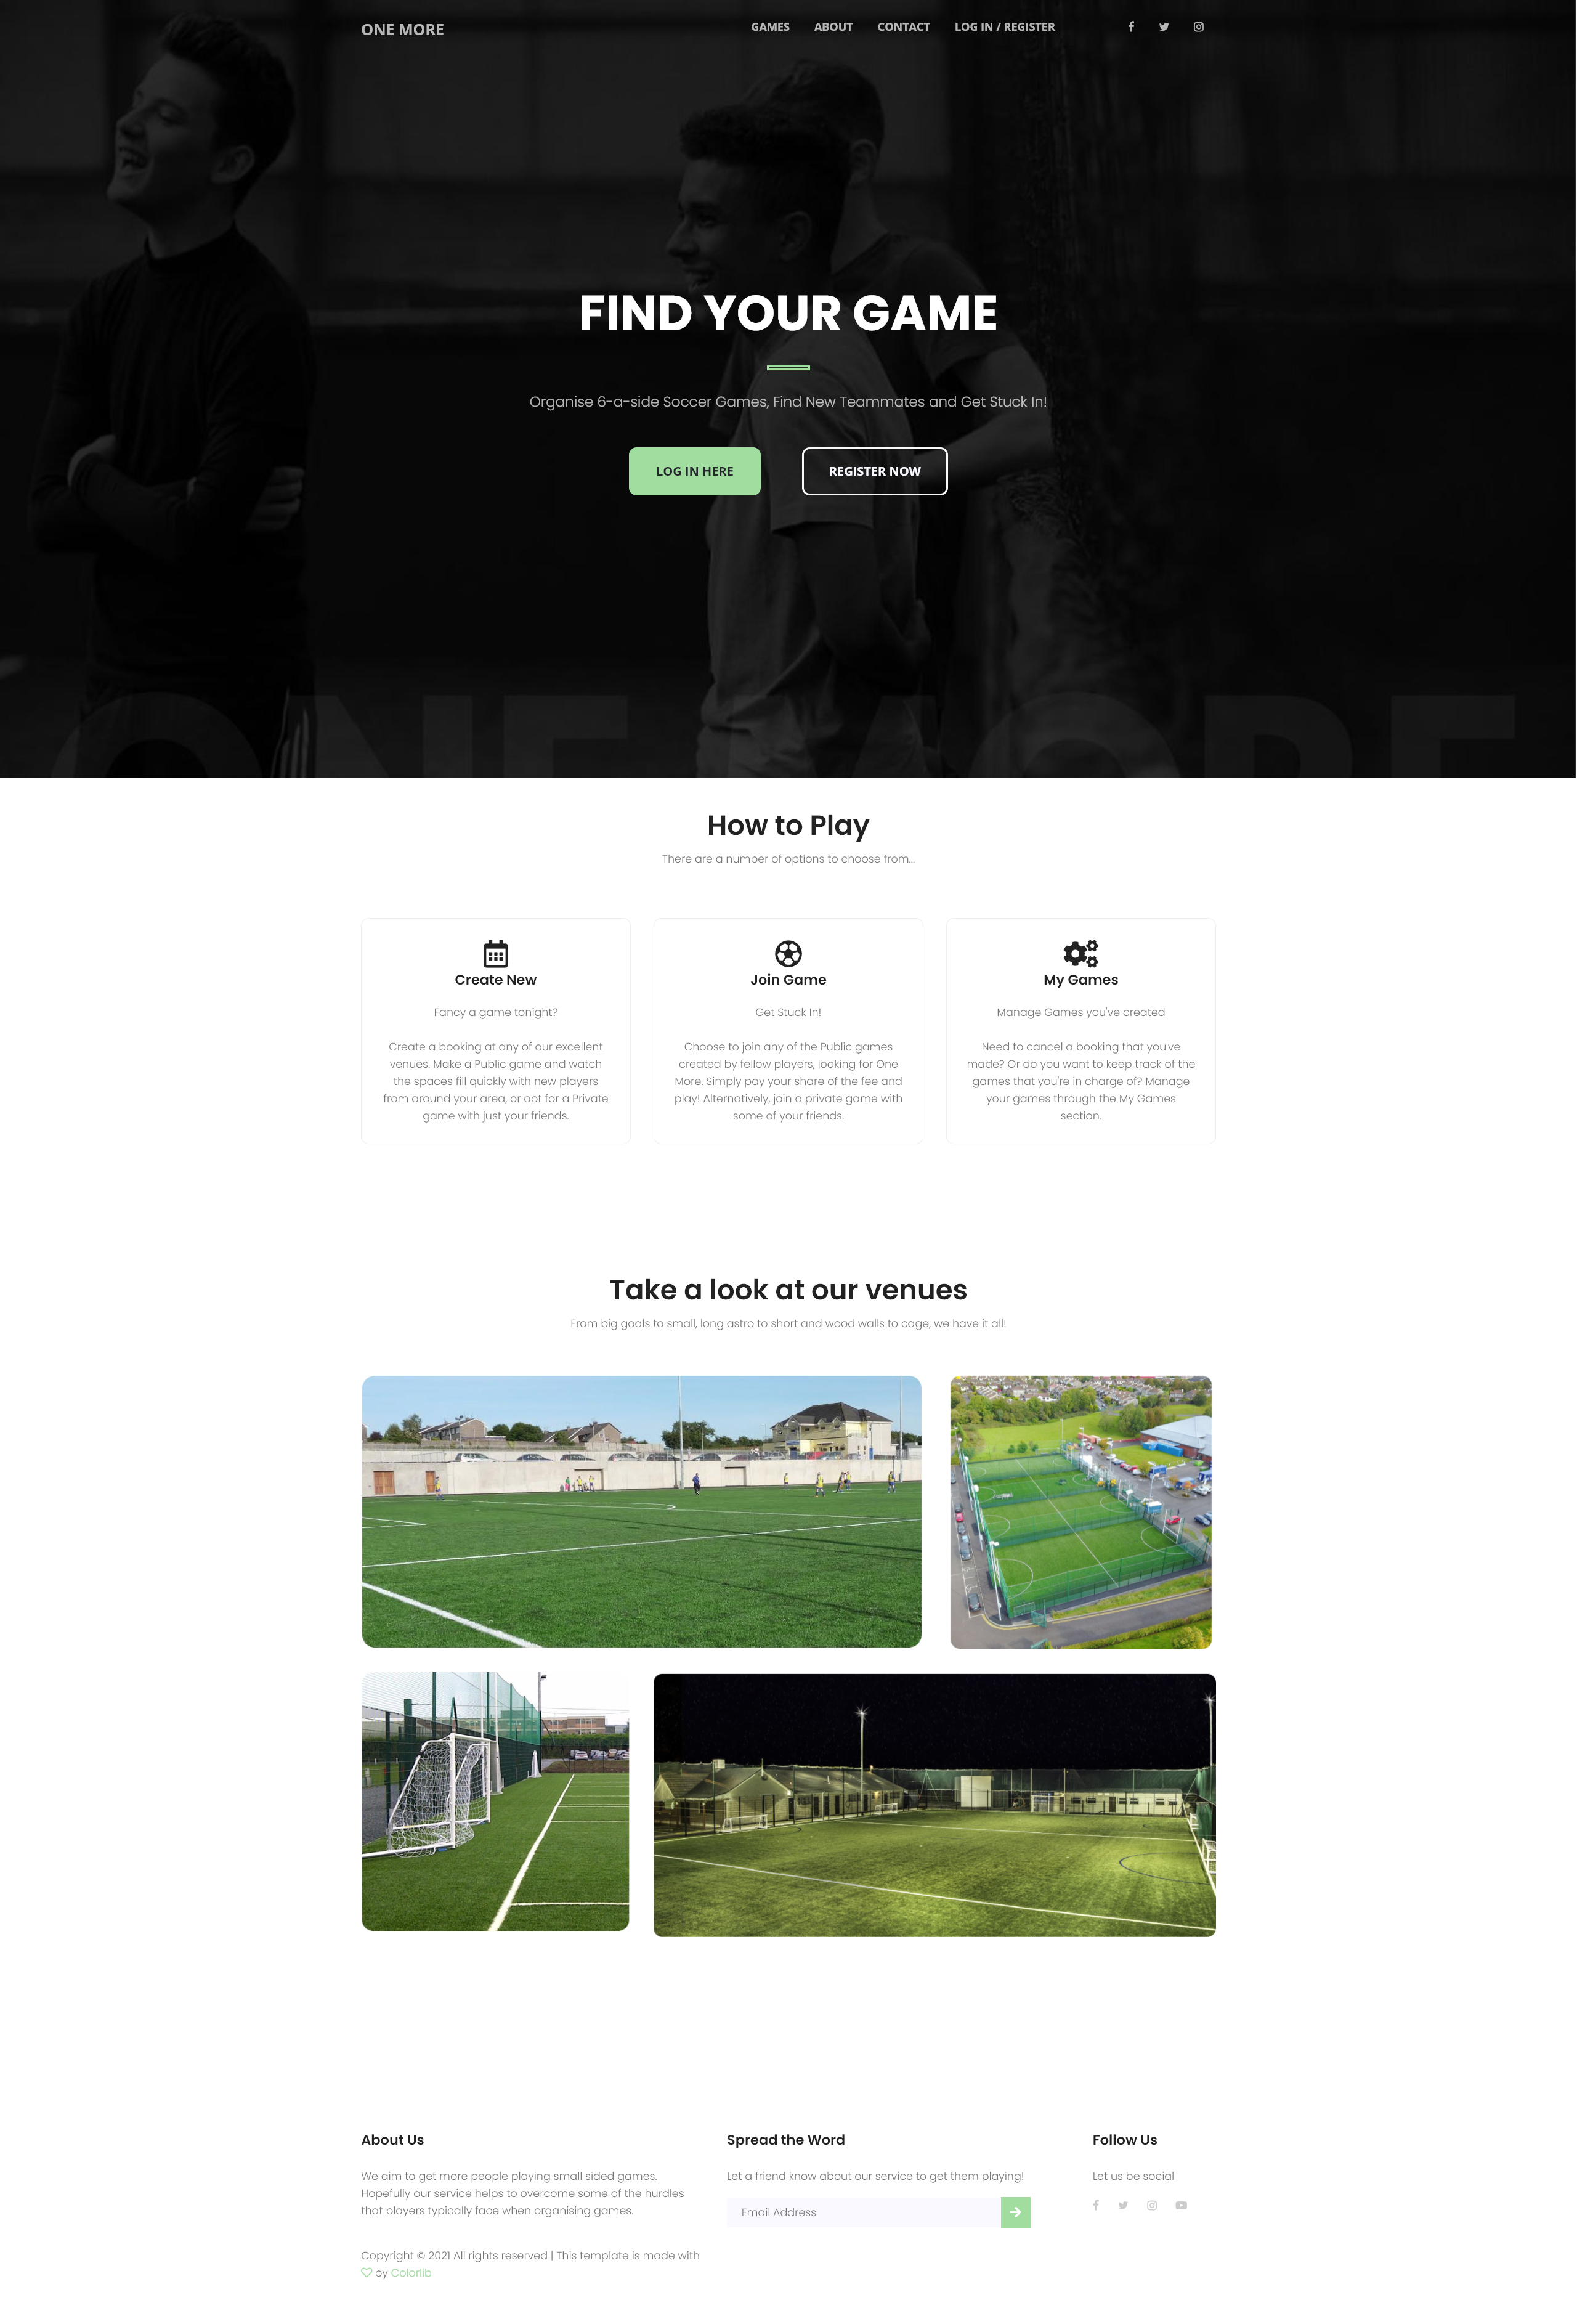 ONE MORE
GAMES ABOUT CONTACT LOG IN / REGISTER
FIND YOUR GAME
Organise 6-a-side Soccer Games, Find New Teammates and Get Stuck In!
LOG IN HERE REGISTER NOW
ONE MORE
How to Play
There are a number of options to choose from...
Create New
Fancy a game tonight?
Create a booking at any of our excellent
venues. Make a Public game and watch
the spaces fill quickly with new players
from around your area, or opt for a Private
game with just your friends.
Join Game
Get Stuck In!
Choose to join any of the Public games
created by fellow players, looking for One
More. Simply pay your share of the fee and
play! Alternatively, join a private game with
some of your friends.
My Games
Manage Games you've created
Need to cancel a booking that you've
made? Or do you want to keep track of the
games that you're in charge of? Manage
your games through the My Games
section.
Take a look at our venues
From big goals to small, long astro to short and wood walls to cage, we have it all!
About Us
We aim to get more people playing small sided games.
Hopefully our service helps to overcome some of the hurdles
that players typically face when organising games.
Copyright © 2021 All rights reserved | This template is made with
by Colorlib
Spread the Word
Let a friend know about our service to get them playing!
Email Address
Follow Us
Let us be social